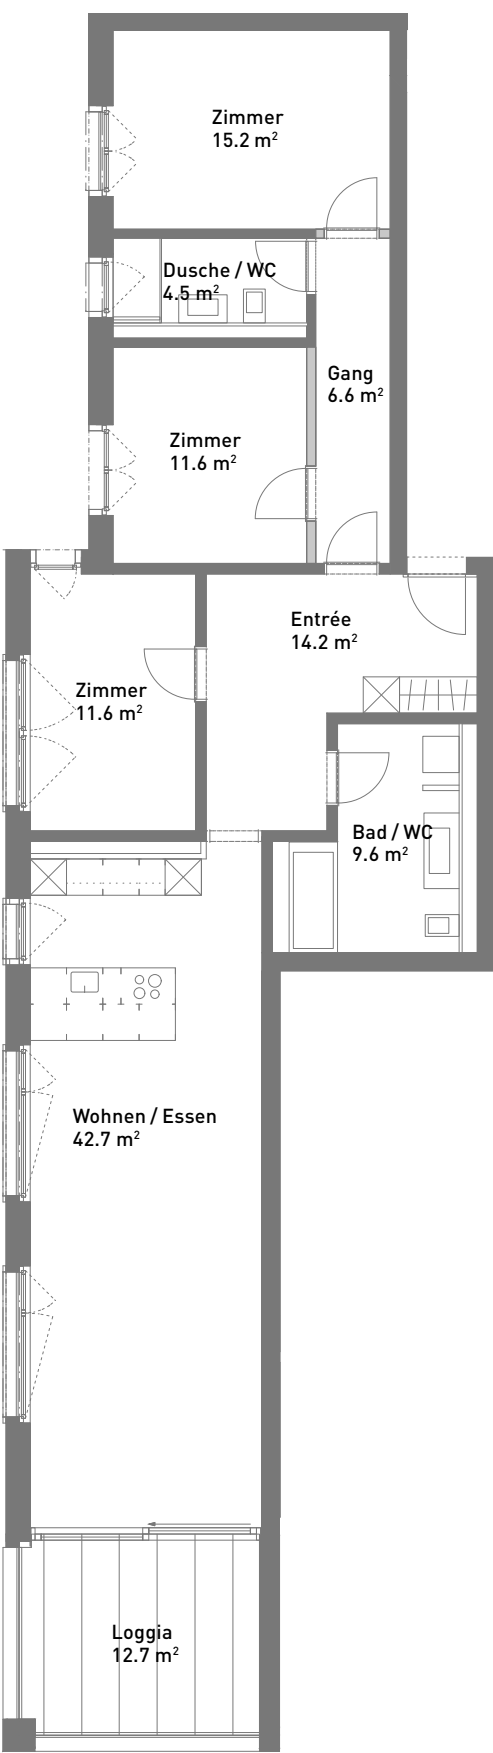 Zimmer
15.2 m²
Dusche / WC
4.5 m²
Gang
6.6 m²
Zimmer
11.6 m²
Entrée
14.2 m²
Zimmer
11.6 m²
Bad / WC
9.6 m²
Wohnen / Essen
42.7 m²
Loggia
12.7 m²